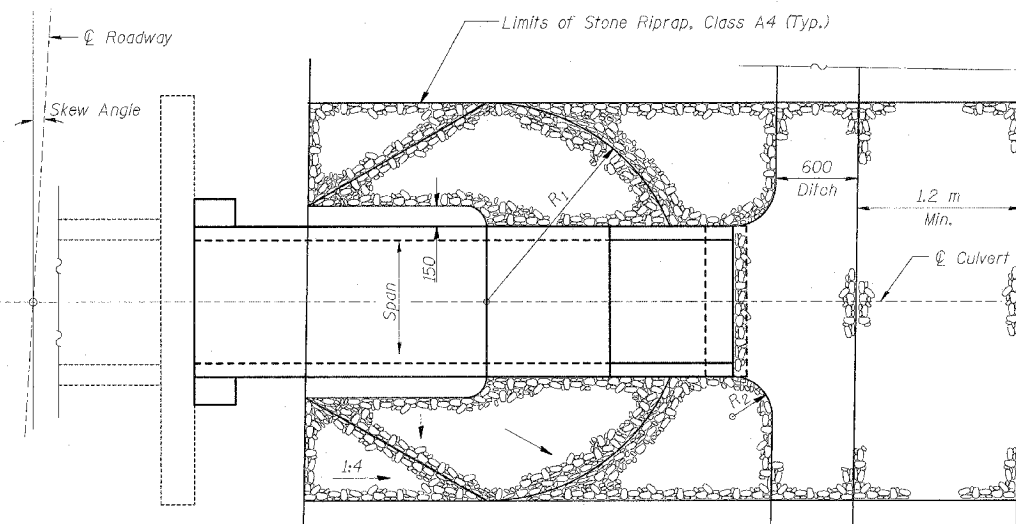 Limits of Stone Riprap, Class A4 (Typ.)
℄ Roadway
Skew Angle
600
Ditch
1.2 m
Min.
R1
150
Span
℄ Culvert
R2
1:4